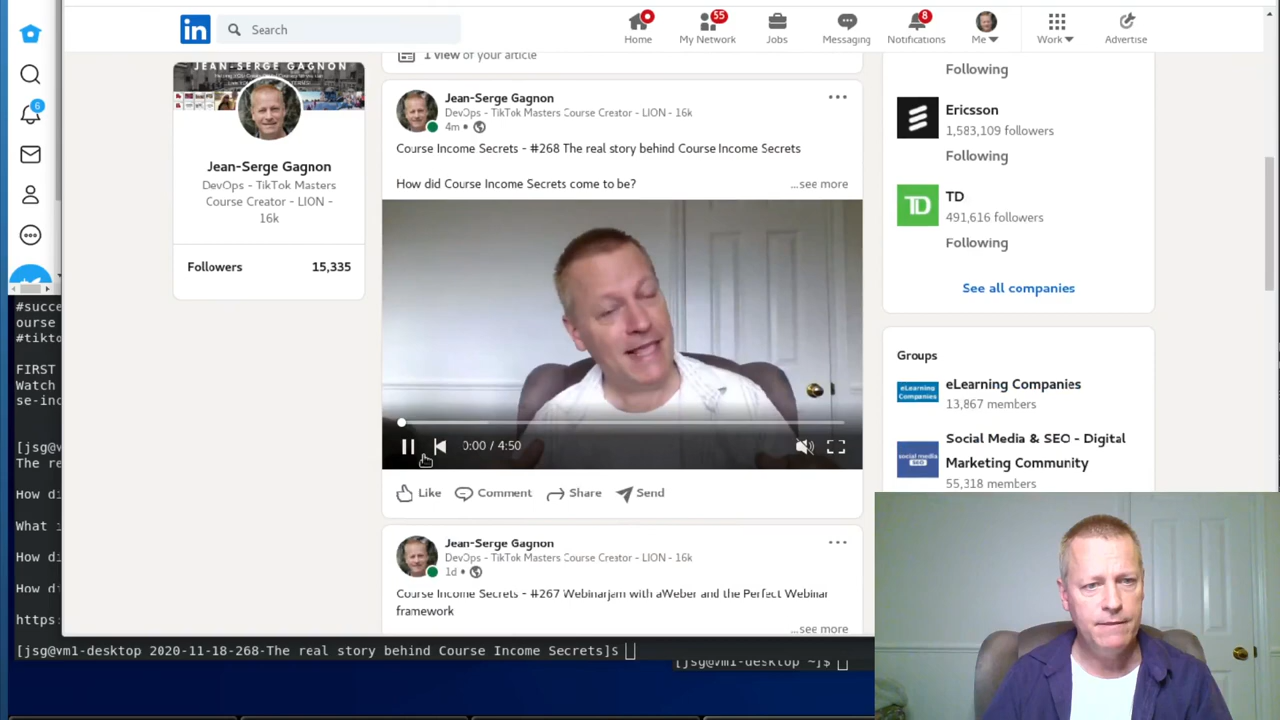 in
Search
Home
55
My Network
Jobs
Messaging
8
Notifications
Me
Work
Advertise
6
JEAN-SERGE GAGNON
Jean-Serge Gagnon
DevOps - TikTok Masters
Course Creator - LION -
16k
Followers 15,335
1 view of your article
Jean-Serge Gagnon
DevOps - TikTok Masters Course Creator - LION - 16k
4m •
Course Income Secrets - #268 The real story behind Course Income Secrets
How did Course Income Secrets come to be?
...see more
0:00 / 4:50
Like Comment Share Send
Jean-Serge Gagnon
DevOps - TikTok Masters Course Creator - LION - 16k
1d •
Course Income Secrets - #267 WebinarJam with aWeber and the Perfect Webinar
framework
...see more
Following
Ericsson
1,583,109 followers
Following
TD
TD
491,616 followers
Following
See all companies
Groups
eLearning Companies
eLearning Companies
13,867 members
social media SEO
Social Media & SEO - Digital
Marketing Community
55,318 members
#succe
ourse
#tikto
FIRST
Watch
se-inc
[jsg@v
The re
How di
What i
How di
How di
https:
[jsg@vm1-desktop 2020-11-18-268-The real story behind Course Income Secrets]$
[jsg@vm1-desktop ~]$